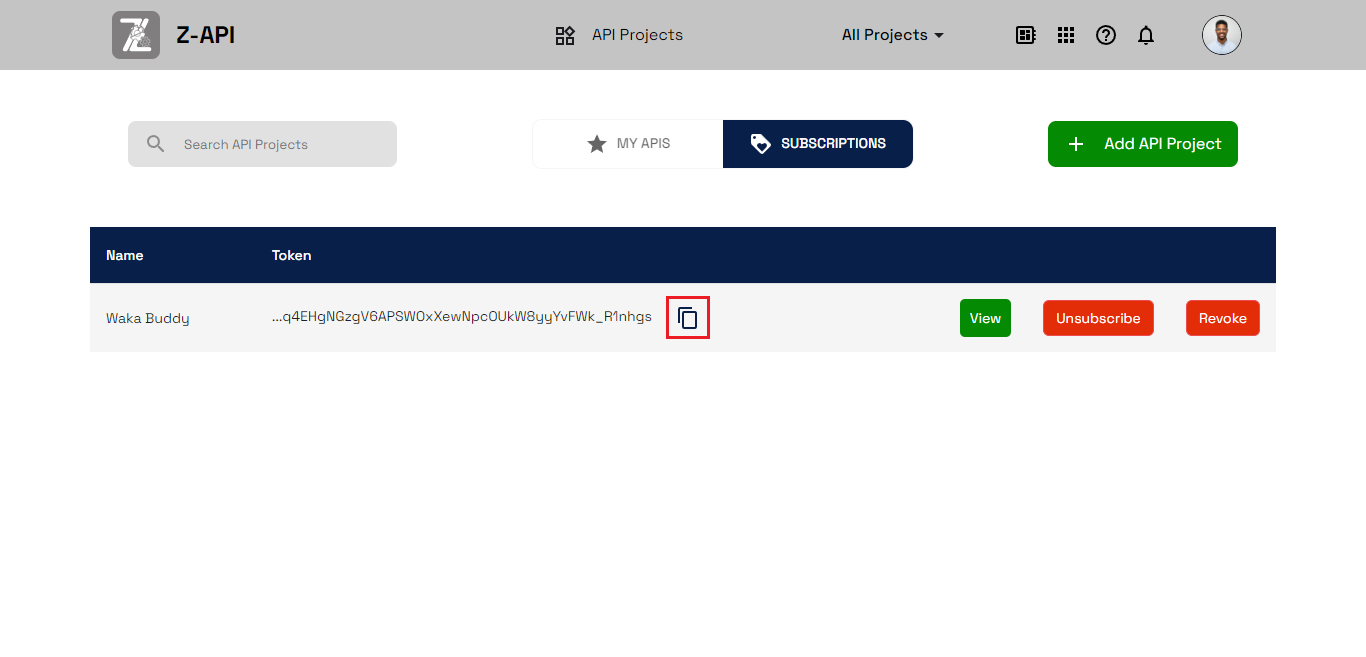 Z-API
API Projects
All Projects
Search API Projects
MY APIS
SUBSCRIPTIONS
Add API Project
Name Token
Waka Buddy ...q4EHgNGzgV6APSW0xXewNpc0UkW8yyYvFWk_R1nhgs View Unsubscribe Revoke